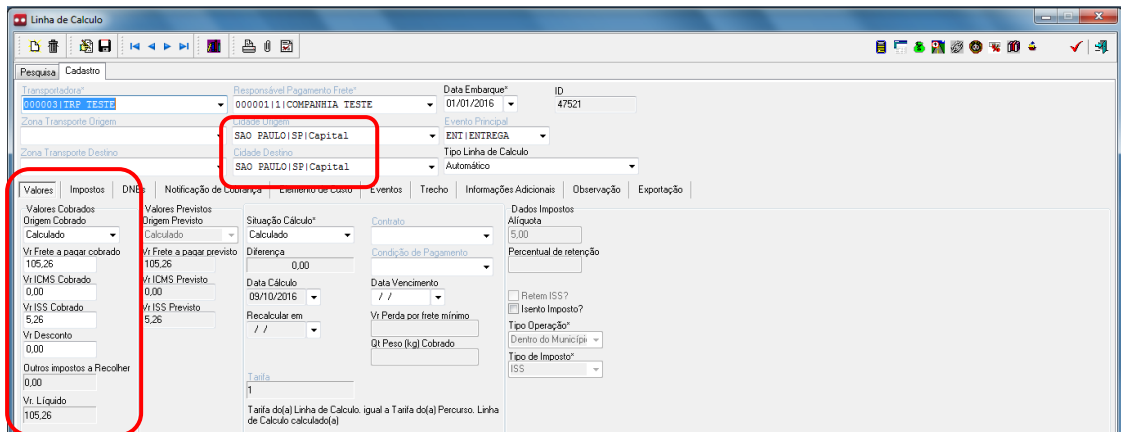 Linha de Calculo
Pesquisa Cadastro
Transportadora* Responsável Pagamento Frete* Data Embarque* ID
000003|TRP TESTE 000001|1|COMPANHIA TESTE 01/01/2016 47521
Zona Transporte Origem Cidade Origem Evento Principal
SAO PAULO|SP|Capital ENT|ENTREGA
Zona Transporte Destino Cidade Destino Tipo Linha de Calculo
SAO PAULO|SP|Capital Automático
Valores Impostos DNEs Notificação de Cobrança Elemento de Custo Eventos Trecho Informações Adicionais Observação Exportação
Valores Cobrados Valores Previstos Dados Impostos
Origem Cobrado Origem Previsto Situação Cálculo* Contrato Alíquota
Calculado Calculado Calculado 5,00
Vr Frete a pagar cobrado Vr Frete a pagar previsto Diferença Condição de Pagamento Percentual de retenção
105,26 105,26 0,00
Vr ICMS Cobrado Vr ICMS Previsto Data Cálculo Data Vencimento
0,00 0,00 09/10/2016 / / Retem ISS?
Vr ISS Cobrado Vr ISS Previsto Recalcular em Vr Perda por frete mínimo Isento Imposto?
5,26 5,26 / / Tipo Operação*
Vr Desconto Qt Peso (kg) Cobrado Dentro do Municípi
0,00 Tipo de Imposto*
Outros impostos a Recolher ISS
0,00 Tarifa
1
Vr. Líquido Tarifa do(a) Linha de Calculo. igual a Tarifa do(a) Percurso. Linha
105,26 de Calculo calculado(a)